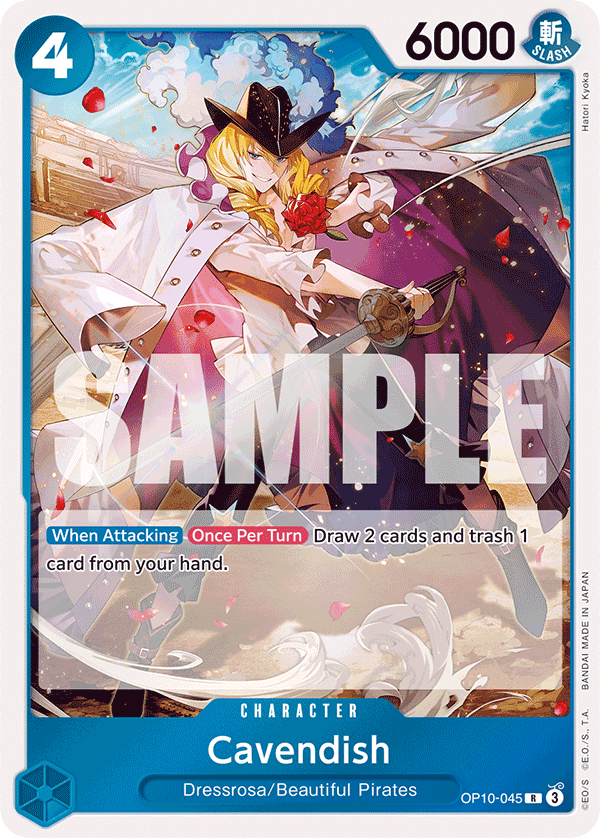 4
6000
斬
SLASH
Hatori Kyoka
SAMPLE
When Attacking Once Per Turn Draw 2 cards and trash 1
card from your hand.
CHARACTER
Cavendish
Dressrosa/Beautiful Pirates
OP10-045 R 3
©EO/S ©E.O./S., T.A. BANDAI MADE IN JAPAN